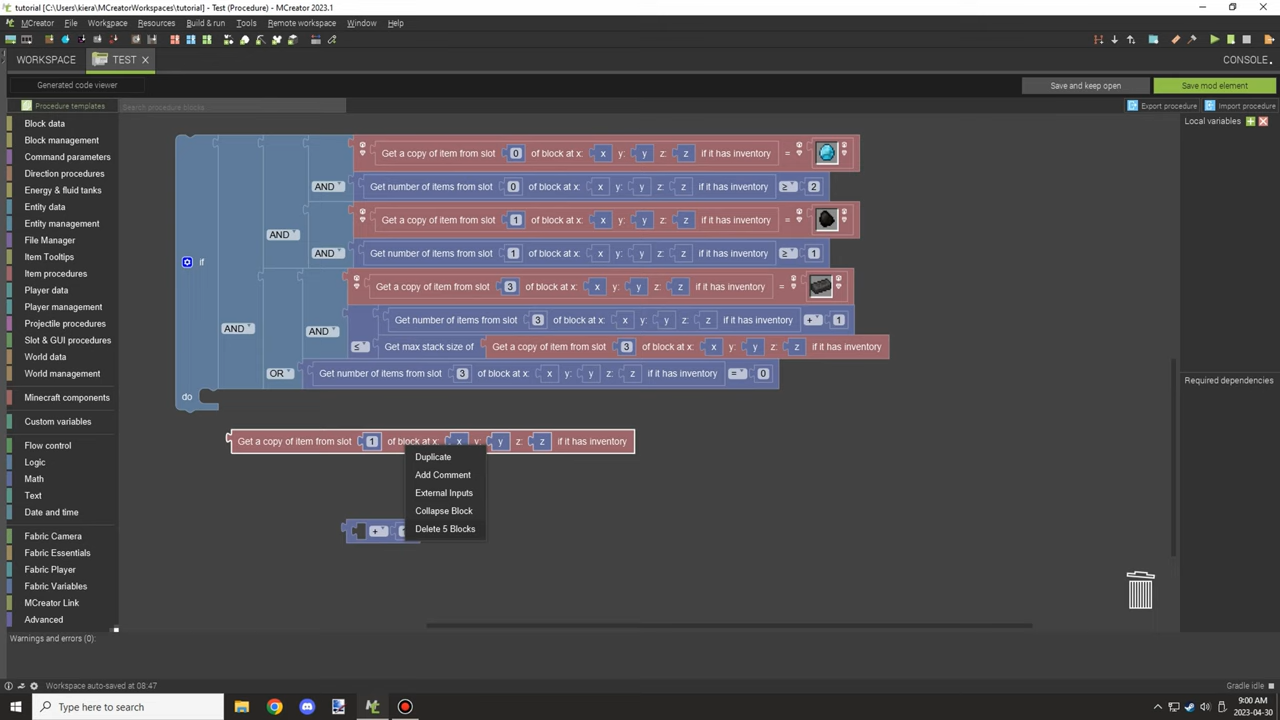 tutorial [C:\Users\kiera\MCreatorWorkspaces\tutorial] - Test (Procedure) - MCreator 2023.1
MCreator File Workspace Resources Build & run Tools Remote workspace Window Help
WORKSPACE TEST CONSOLE
Generated code viewer Save and keep open Save mod element
Procedure templates Search procedure blocks Export procedure Import procedure
Local variables
Block data
Block management
Command parameters
Direction procedures
Energy & fluid tanks
Entity data
Entity management
File Manager
Item Tooltips
Item procedures
Player data
Player management
Projectile procedures
Slot & GUI procedures
World data
World management
Minecraft components
Custom variables
Flow control
Logic
Math
Text
Date and time
Fabric Camera
Fabric Essentials
Fabric Player
Fabric Variables
MCreator Link
Advanced
if
do
AND
AND
AND
AND
AND
OR
Get a copy of item from slot 0 of block at x: x y: y z: z if it has inventory =
Get number of items from slot 0 of block at x: x y: y z: z if it has inventory ≥ 2
Get a copy of item from slot 1 of block at x: x y: y z: z if it has inventory =
Get number of items from slot 1 of block at x: x y: y z: z if it has inventory ≥ 1
Get a copy of item from slot 3 of block at x: x y: y z: z if it has inventory =
Get number of items from slot 3 of block at x: x y: y z: z if it has inventory + 1
≤ Get max stack size of Get a copy of item from slot 3 of block at x: x y: y z: z if it has inventory
Get number of items from slot 3 of block at x: x y: y z: z if it has inventory = 0
Get a copy of item from slot 1 of block at x: x y: y z: z if it has inventory
Duplicate
Add Comment
External Inputs
Collapse Block
Delete 5 Blocks
+
Required dependencies
Warnings and errors (0):
Workspace auto-saved at 08:47 Gradle idle
Type here to search
9:00 AM
2023-04-30